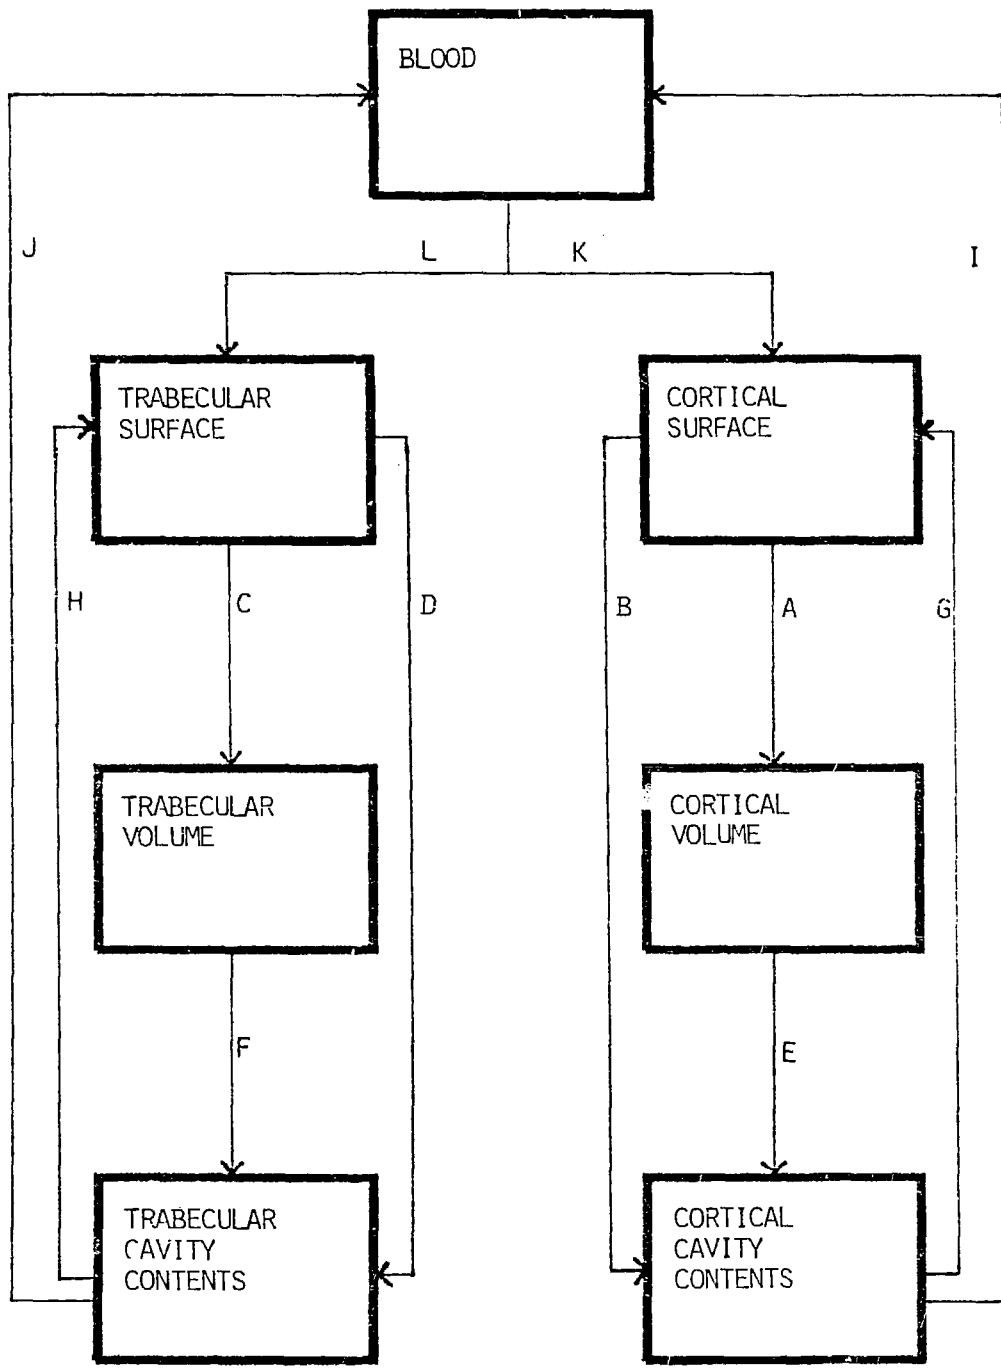 BLOOD
J
L
K
I
TRABECULAR
SURFACE
CORTICAL
SURFACE
H
C
D
B
A
G
TRABECULAR
VOLUME
CORTICAL
VOLUME
F
E
TRABECULAR
CAVITY
CONTENTS
CORTICAL
CAVITY
CONTENTS